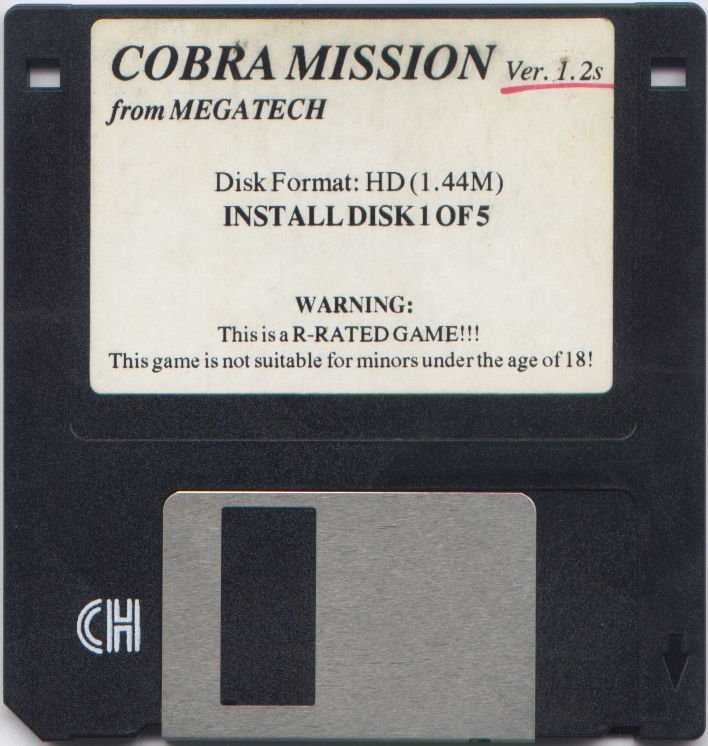 COBRA MISSION Ver. 1.2s
from MEGATECH
Disk Format: HD (1.44M)
INSTALL DISK 1 OF 5
WARNING:
This is a R-RATED GAME!!!
This game is not suitable for minors under the age of 18!
CH